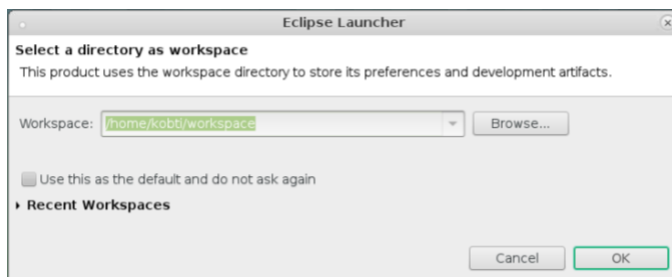 Eclipse Launcher
Select a directory as workspace
This product uses the workspace directory to store its preferences and development artifacts.
Workspace: /home/kobti/workspace Browse...
Use this as the default and do not ask again
Recent Workspaces
Cancel OK